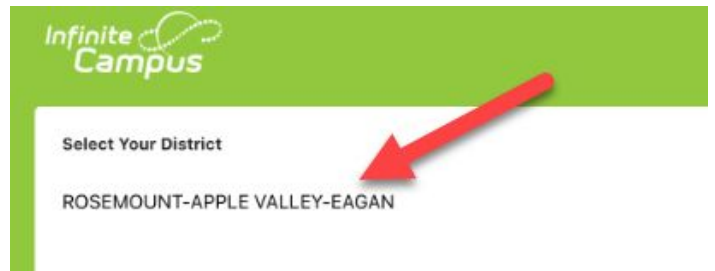 Infinite
Campus
Select Your District
ROSEMOUNT-APPLE VALLEY-EAGAN